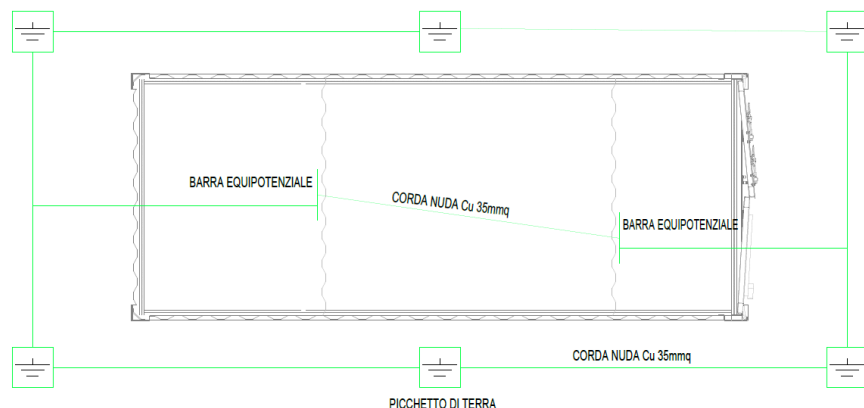 BARRA EQUIPOTENZIALE
CORDA NUDA Cu 35mmq
BARRA EQUIPOTENZIALE
CORDA NUDA Cu 35mmq
PICCHETTO DI TERRA